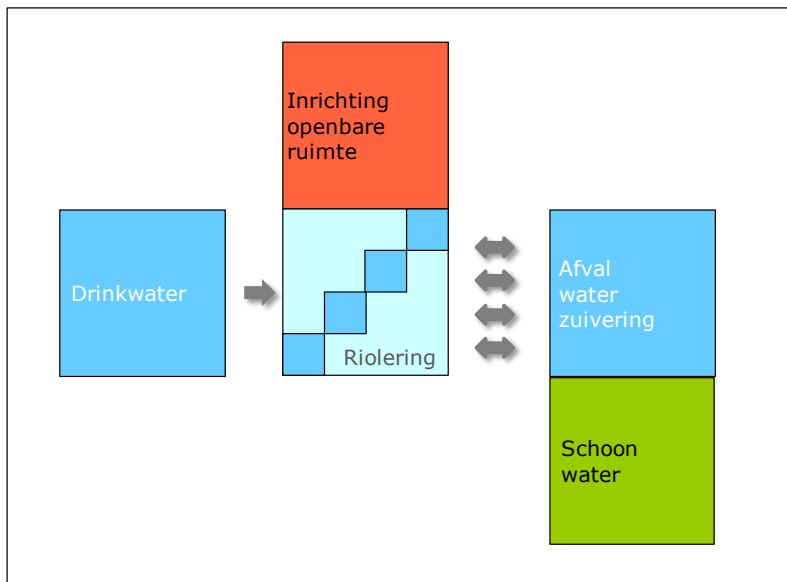 Inrichting
openbare
ruimte
Drinkwater
Riolering
Afval
water
zuivering
Schoon
water